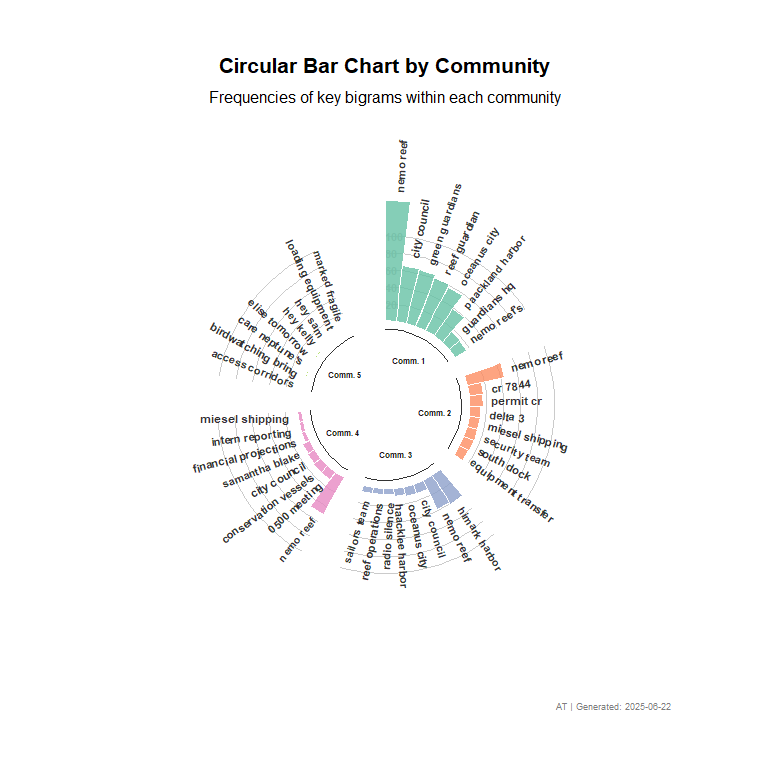 Circular Bar Chart by Community
Frequencies of key bigrams within each community
nemo reef
city council
green guardians
reef guardian
oceanus city
paackland harbor
guardians hq
nemo reef's
nemo reef
cr 7844
permit cr
delta 3
miesel shipping
security team
south dock
equipment transfer
himark harbor
nemo reef
city council
oceanus city
haacklee harbor
radio silence
reef operations
sailors team
nemo reef
0500 meeting
conservation vessels
city council
samantha blake
financial projections
intern reporting
miesel shipping
access corridors
birdwatching bring
care neptune's
elise tomorrow
hey kelly
hey sam
loading equipment
marked fragile
Comm. 1
Comm. 2
Comm. 3
Comm. 4
Comm. 5
AT | Generated: 2025-06-22